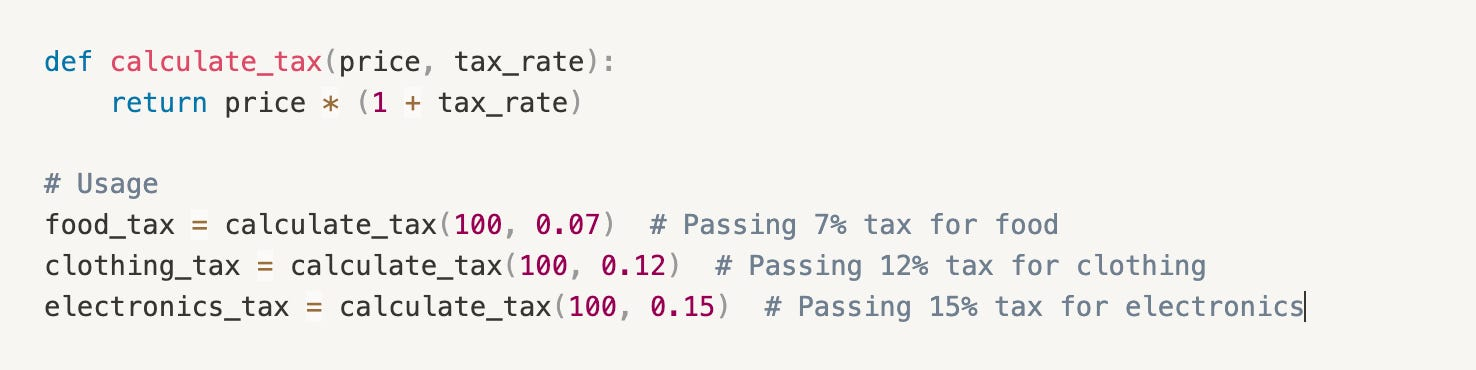 def calculate_tax(price, tax_rate):
    return price * (1 + tax_rate)

# Usage
food_tax = calculate_tax(100, 0.07)  # Passing 7% tax for food
clothing_tax = calculate_tax(100, 0.12)  # Passing 12% tax for clothing
electronics_tax = calculate_tax(100, 0.15)  # Passing 15% tax for electronics